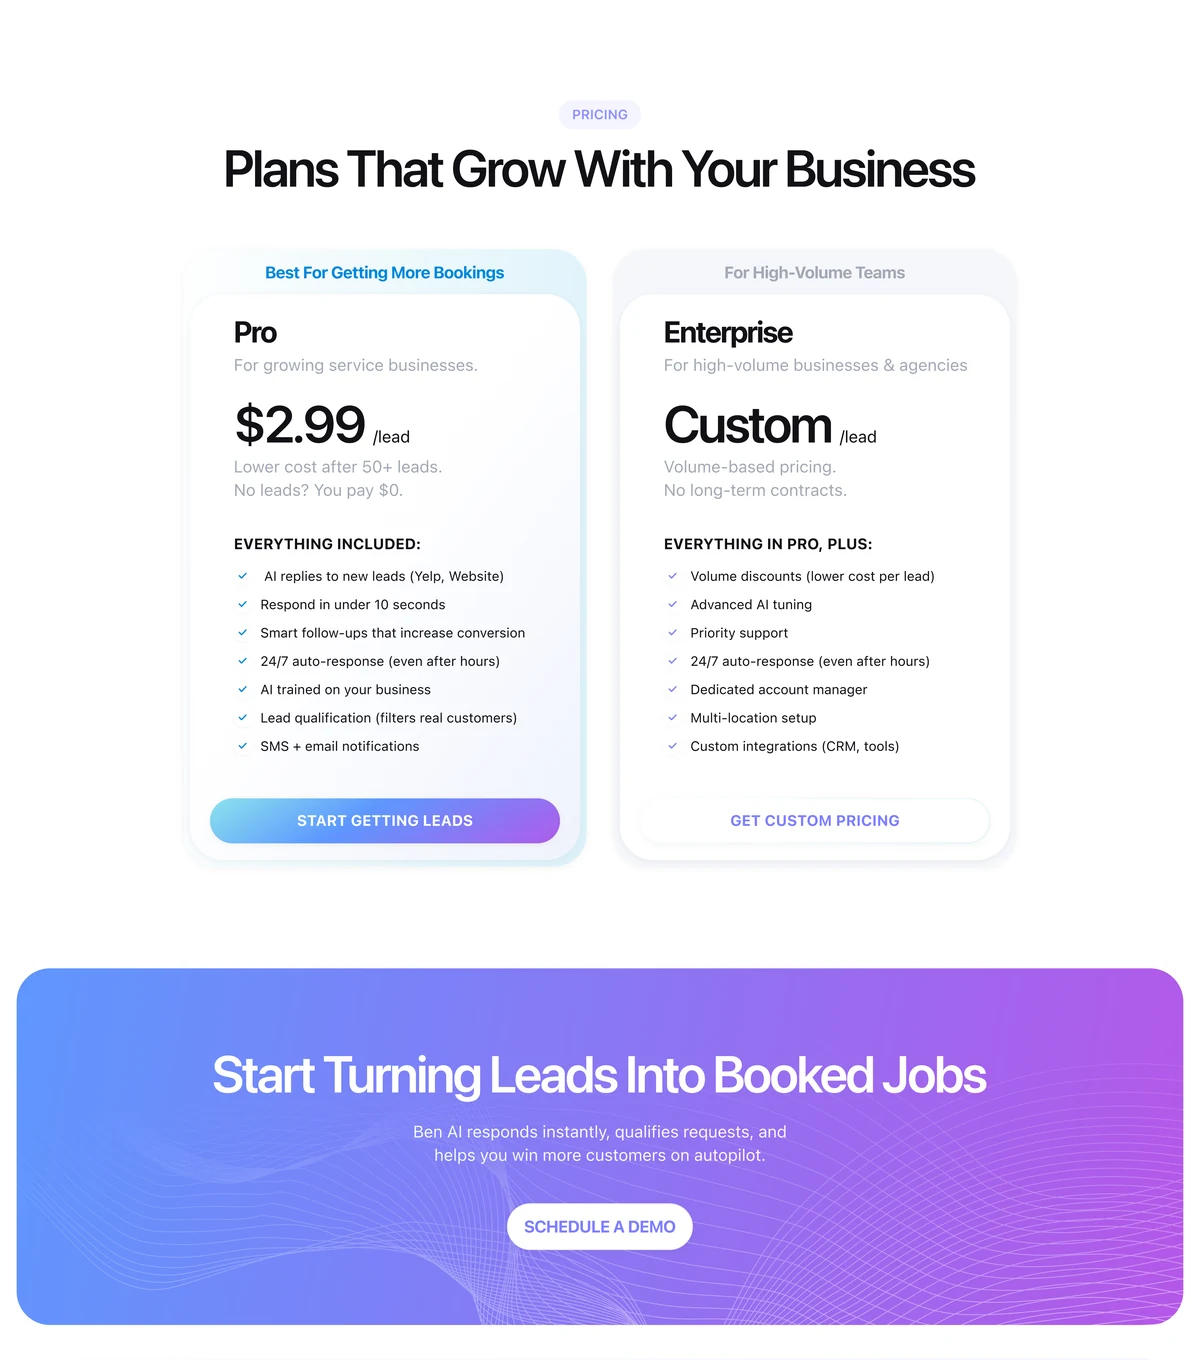 PRICING
Plans That Grow With Your Business
Best For Getting More Bookings
Pro
For growing service businesses.
$2.99 /lead
Lower cost after 50+ leads.
No leads? You pay $0.
EVERYTHING INCLUDED:
AI replies to new leads (Yelp, Website)
Respond in under 10 seconds
Smart follow-ups that increase conversion
24/7 auto-response (even after hours)
AI trained on your business
Lead qualification (filters real customers)
SMS + email notifications
START GETTING LEADS
For High-Volume Teams
Enterprise
For high-volume businesses & agencies
Custom /lead
Volume-based pricing.
No long-term contracts.
EVERYTHING IN PRO, PLUS:
Volume discounts (lower cost per lead)
Advanced AI tuning
Priority support
24/7 auto-response (even after hours)
Dedicated account manager
Multi-location setup
Custom integrations (CRM, tools)
GET CUSTOM PRICING
Start Turning Leads Into Booked Jobs
Ben AI responds instantly, qualifies requests, and
helps you win more customers on autopilot.
SCHEDULE A DEMO